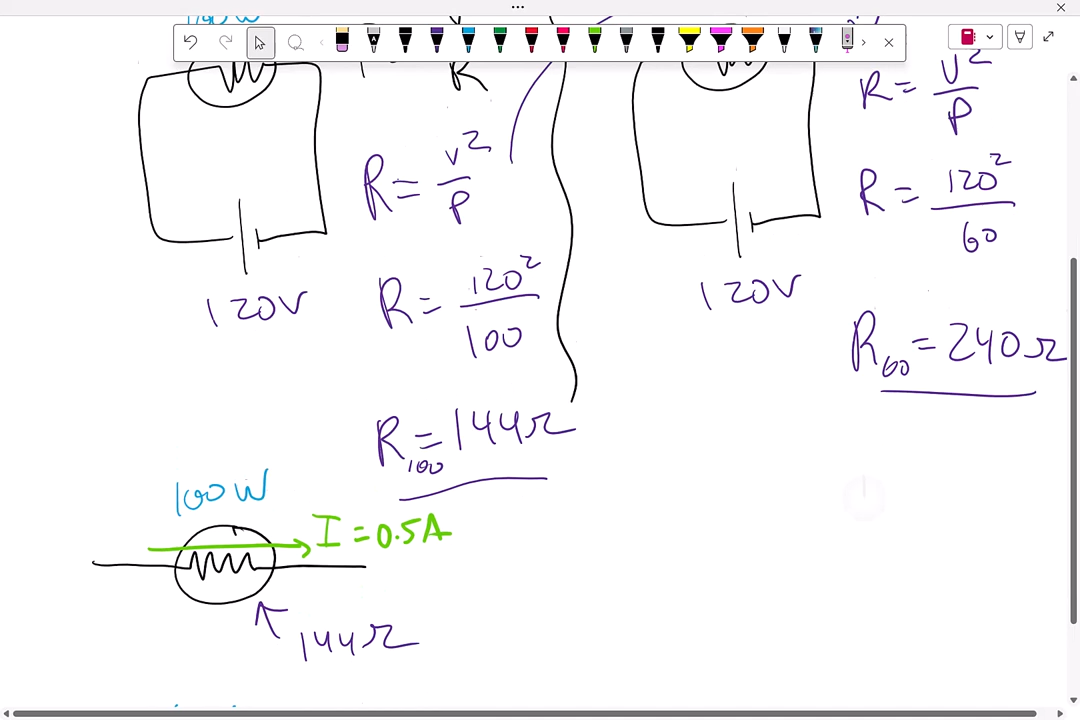 R = V²/P
R = V²/P
R = 120²/60
R = 120²/100
120V
120V
R₆₀ = 240Ω
R₁₀₀ = 144Ω
100W
I = 0.5A
144Ω